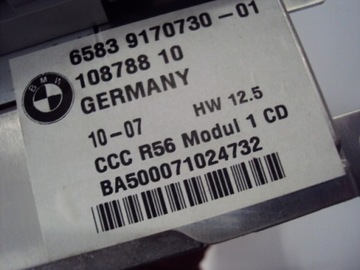 BMW
6583 9170730-01
108788 10
GERMANY
10-07 HW 12.5
CCC R56 Modul 1 CD
BA500071024732